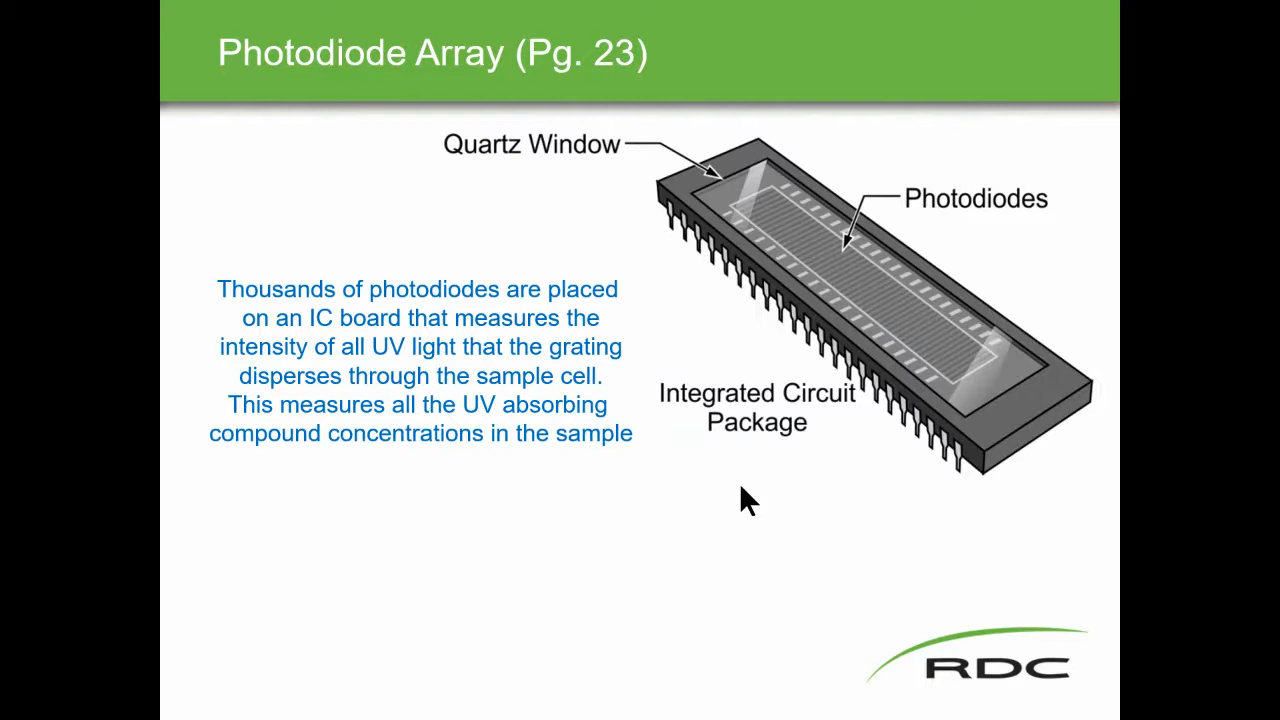 Photodiode Array (Pg. 23)
Quartz Window
Photodiodes
Thousands of photodiodes are placed
on an IC board that measures the
intensity of all UV light that the grating
disperses through the sample cell.
This measures all the UV absorbing
compound concentrations in the sample
Integrated Circuit
Package
RDC